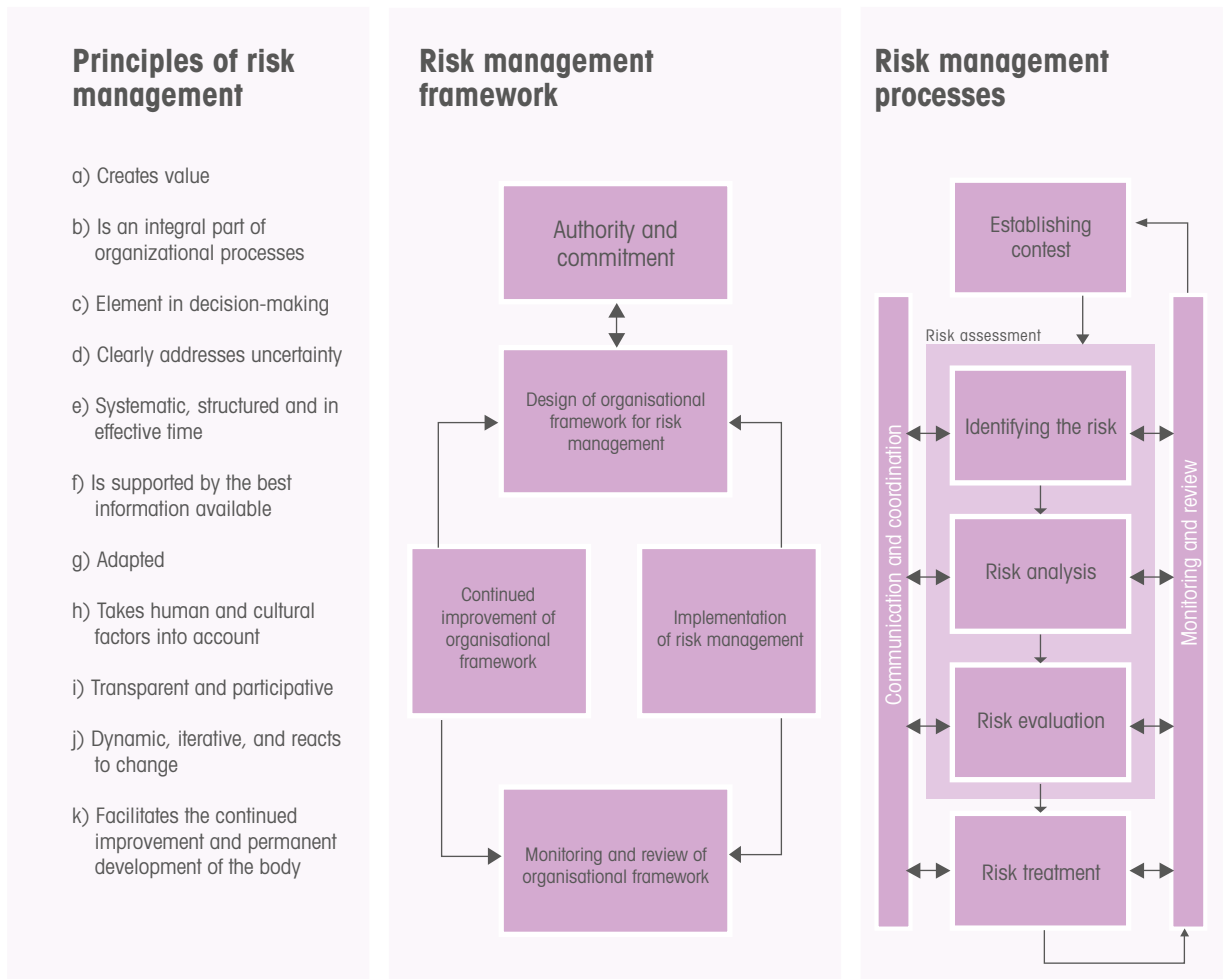 Principles of risk
management
a) Creates value
b) Is an integral part of
organizational processes
c) Element in decision-making
d) Clearly addresses uncertainty
e) Systematic, structured and in
effective time
f) Is supported by the best
information available
g) Adapted
h) Takes human and cultural
factors into account
i) Transparent and participative
j) Dynamic, iterative, and reacts
to change
k) Facilitates the continued
improvement and permanent
development of the body
Risk management
framework
Authority and
commitment
Design of organisational
framework for risk
management
Continued
improvement of
organisational
framework
Implementation
of risk management
Monitoring and review of
organisational framework
Risk management
processes
Establishing
contest
Risk assessment
Communication and coordination
Identifying the risk
Risk analysis
Risk evaluation
Risk treatment
Monitoring and review